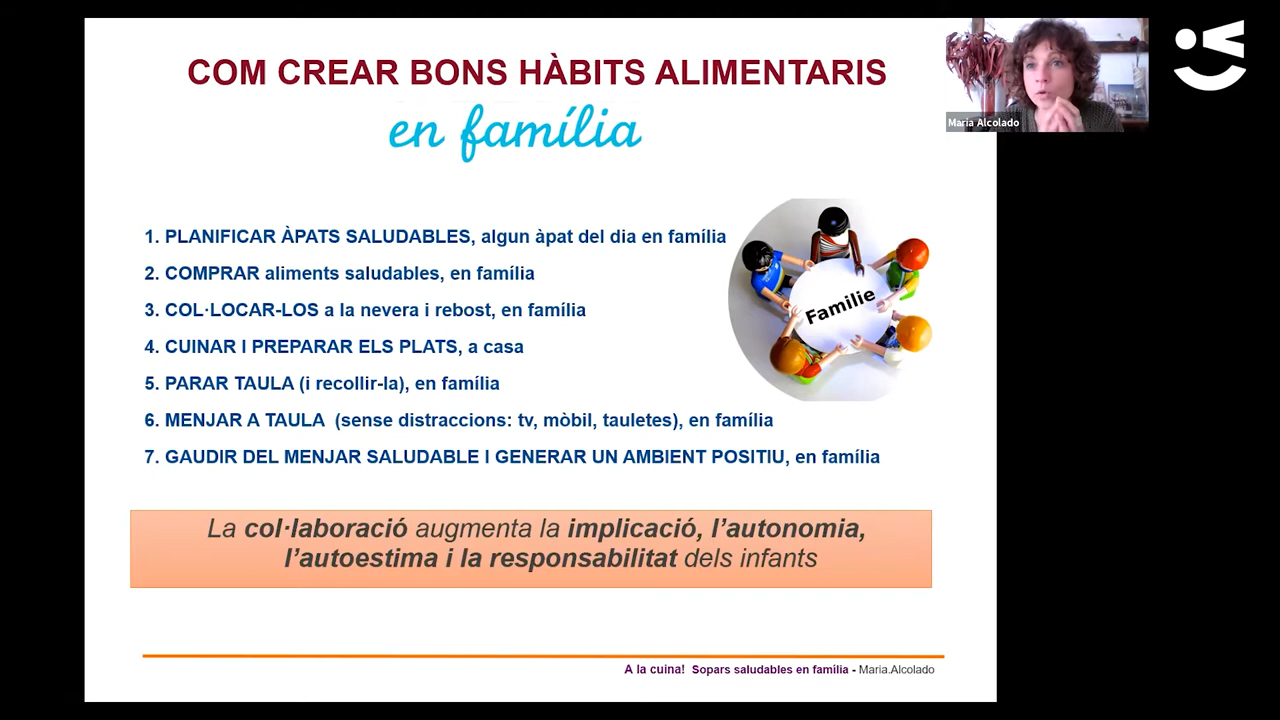 COM CREAR BONS HÀBITS ALIMENTARIS
en família
Maria Alcolado
1. PLANIFICAR ÀPATS SALUDABLES, algun àpat del dia en família
2. COMPRAR aliments saludables, en família
3. COL·LOCAR-LOS a la nevera i rebost, en família
4. CUINAR I PREPARAR ELS PLATS, a casa
5. PARAR TAULA (i recollir-la), en família
6. MENJAR A TAULA (sense distraccions: tv, mòbil, tauletes), en família
7. GAUDIR DEL MENJAR SALUDABLE I GENERAR UN AMBIENT POSITIU, en família
Familie
La col·laboració augmenta la implicació, l'autonomia,
l'autoestima i la responsabilitat dels infants
A la cuina! Sopars saludables en família - Maria.Alcolado